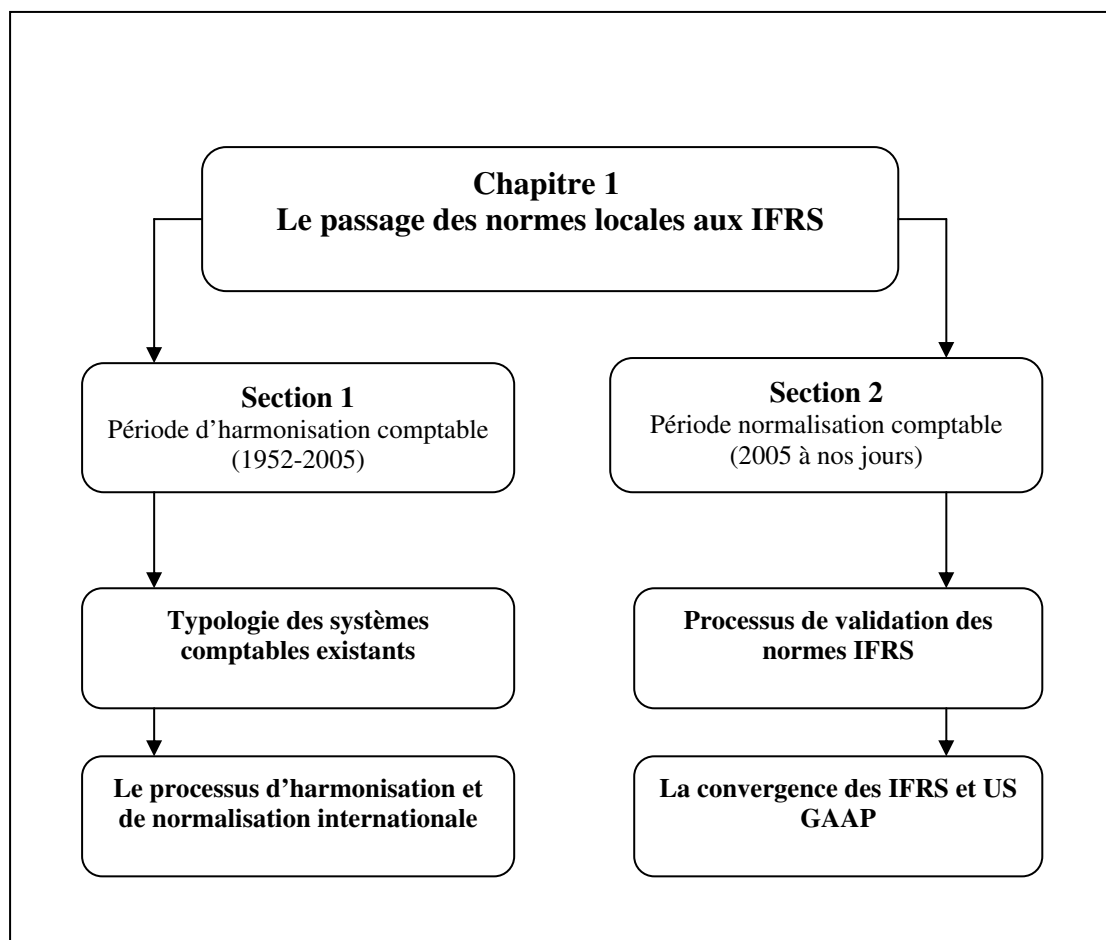 Chapitre 1
Le passage des normes locales aux IFRS
Section 1
Période d’harmonisation comptable
(1952-2005)
Section 2
Période normalisation comptable
(2005 à nos jours)
Typologie des systèmes
comptables existants
Processus de validation des
normes IFRS
Le processus d’harmonisation et
de normalisation internationale
La convergence des IFRS et US
GAAP